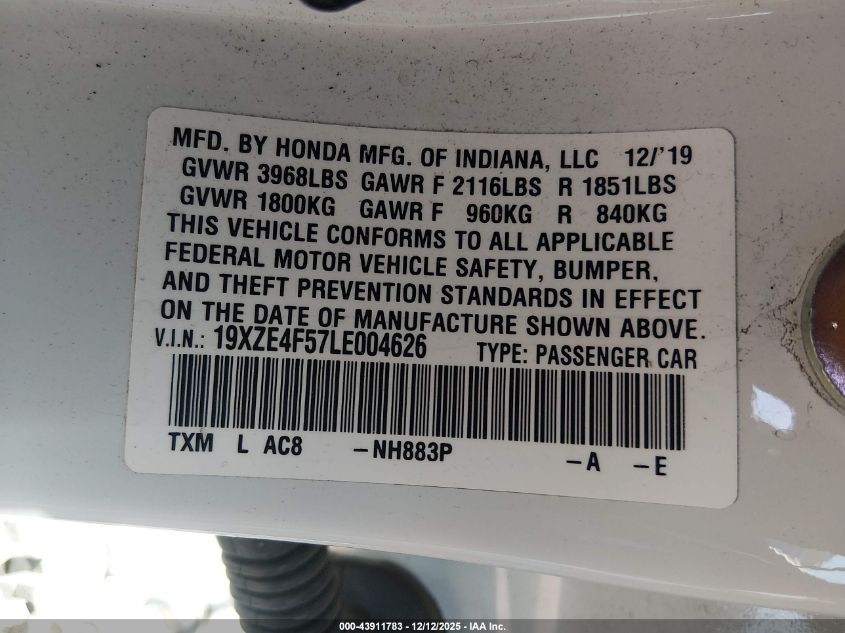 MFD. BY HONDA MFG. OF INDIANA, LLC 12/'19
GVWR 3968LBS GAWR F 2116LBS R 1851LBS
GVWR 1800KG GAWR F 960KG R 840KG
THIS VEHICLE CONFORMS TO ALL APPLICABLE
FEDERAL MOTOR VEHICLE SAFETY, BUMPER,
AND THEFT PREVENTION STANDARDS IN EFFECT
ON THE DATE OF MANUFACTURE SHOWN ABOVE.
V.I.N.: 19XZE4F57LE004626 TYPE: PASSENGER CAR
TXM L AC8 -NH883P -A -E
000-43911783 - 12/12/2025 - IAA Inc.